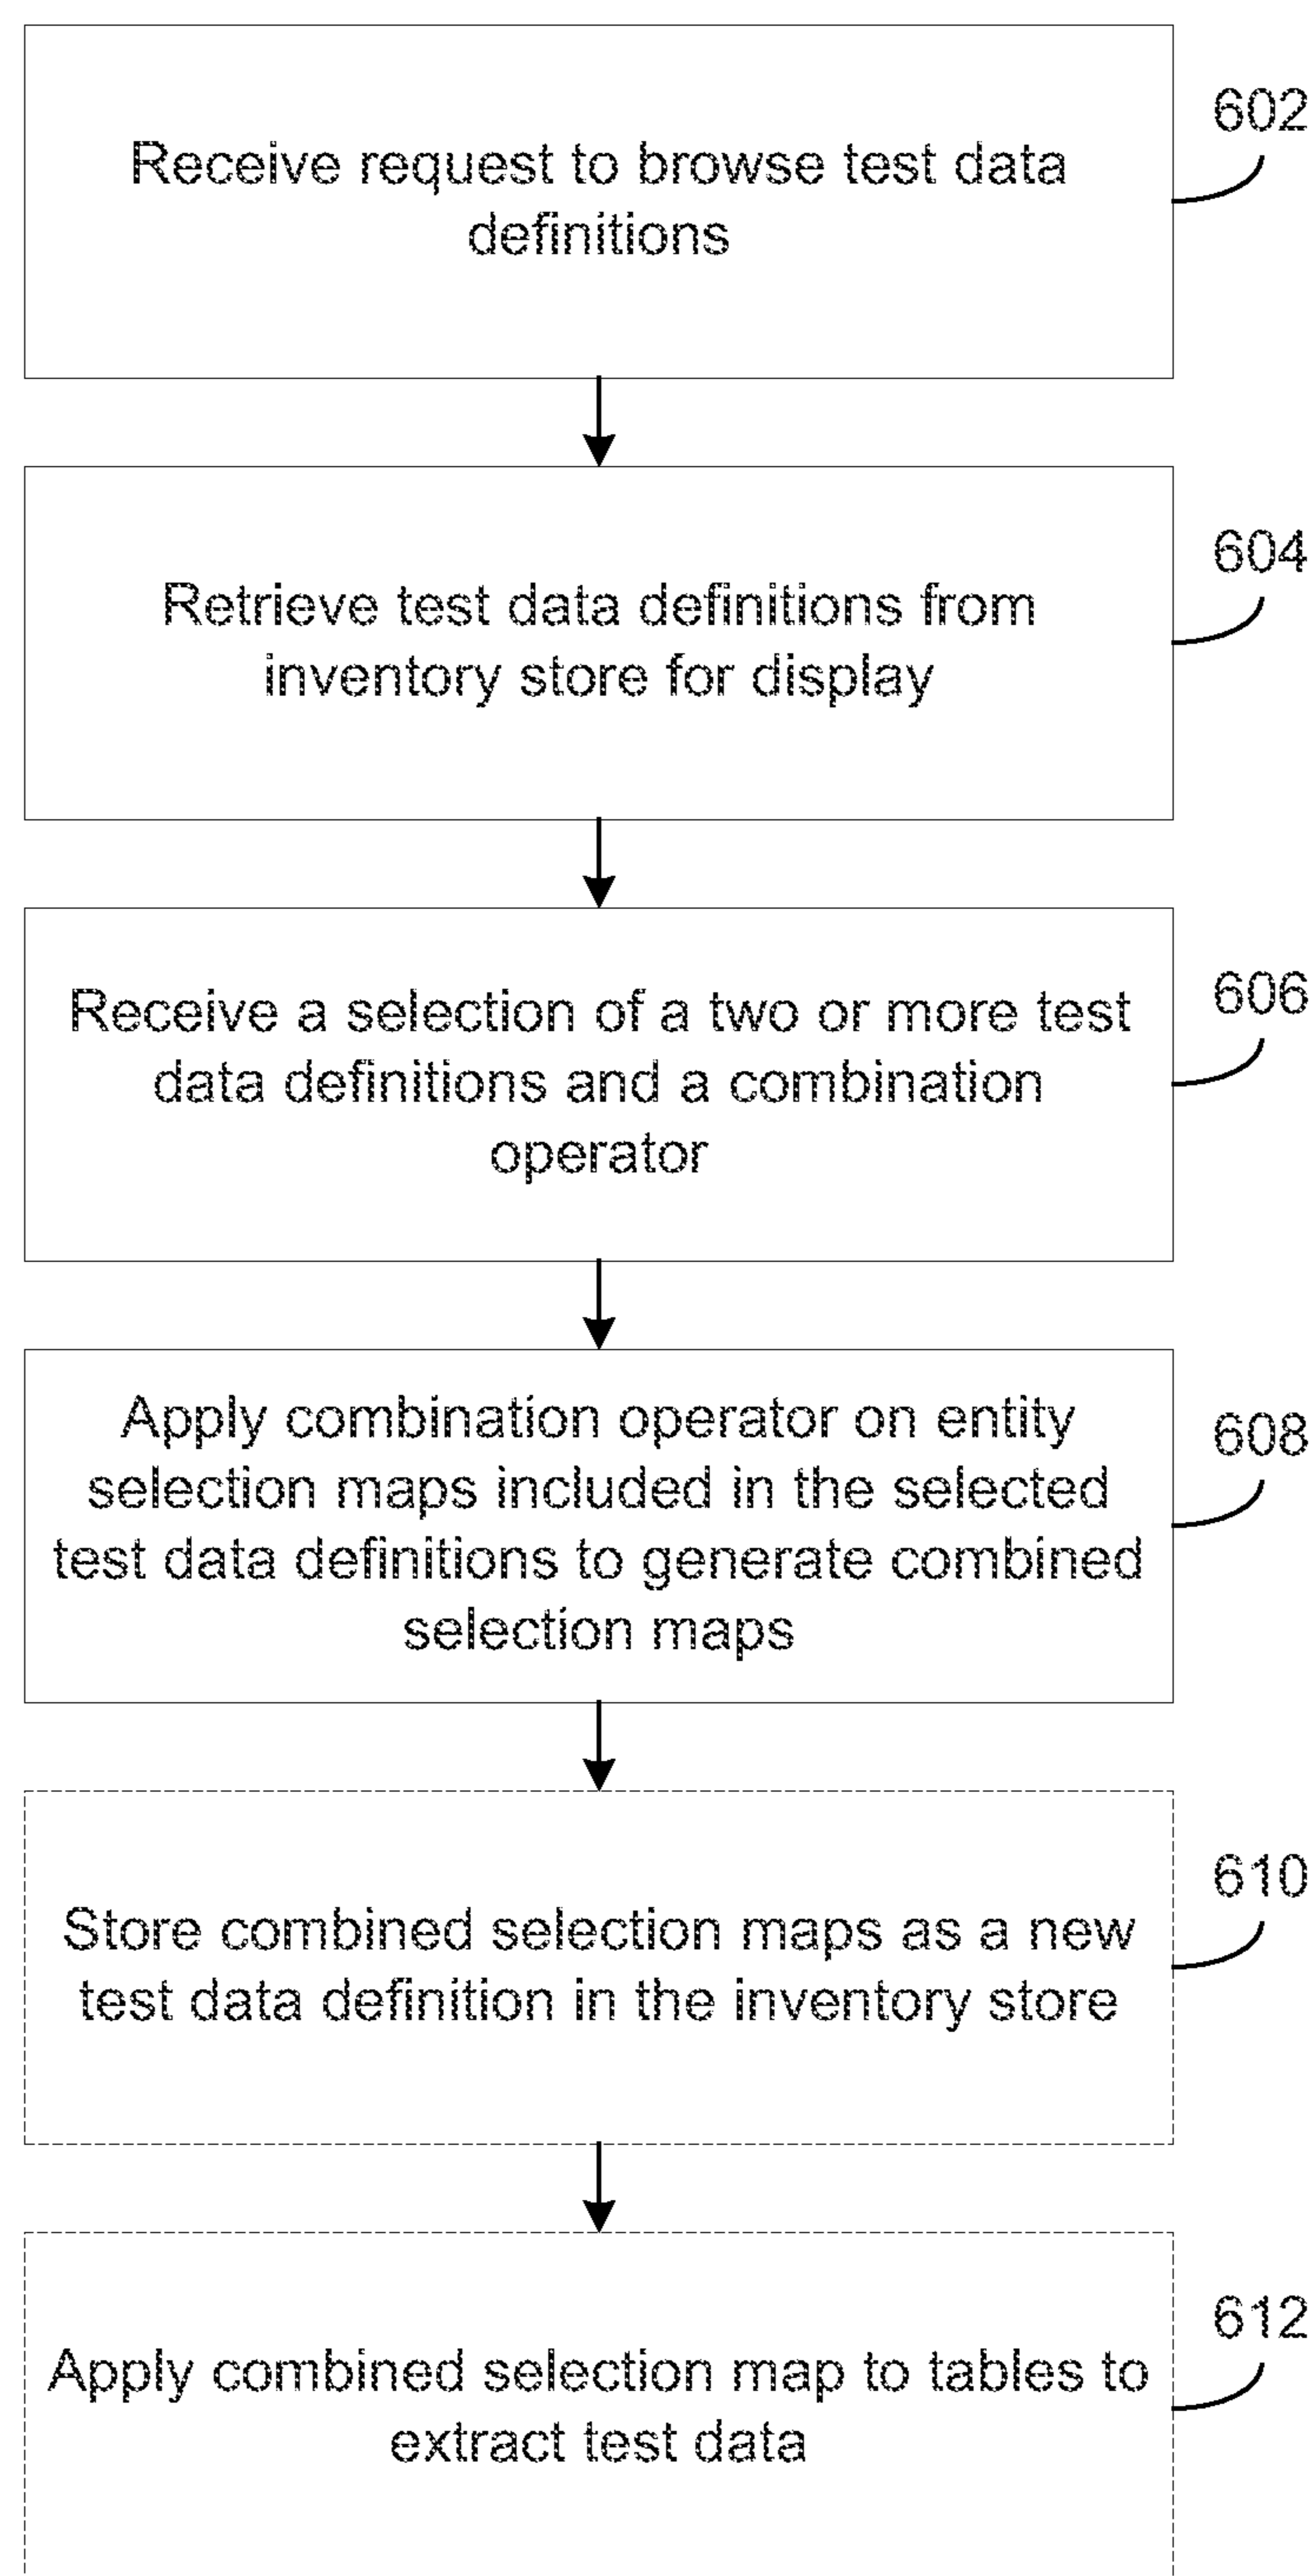 602
Receive request to browse test data
definitions
604
Retrieve test data definitions from
inventory store for display
606
Receive a selection of a two or more test
data definitions and a combination
operator
608
Apply combination operator on entity
selection maps included in the selected
test data definitions to generate combined
selection maps
610
Store combined selection maps as a new
test data definition in the inventory store
612
Apply combined selection map to tables to
extract test data